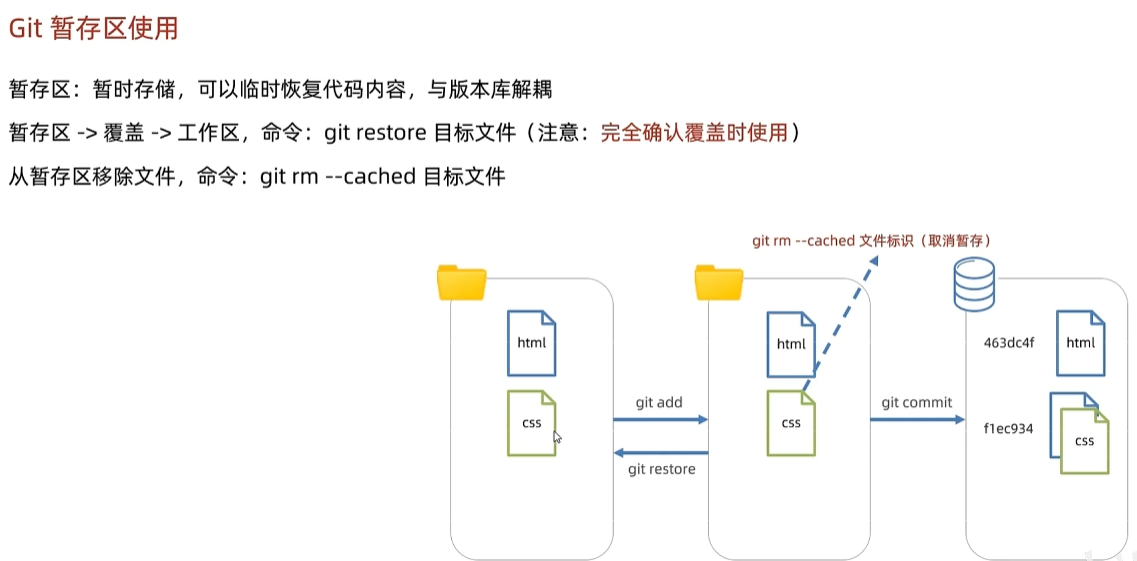 Git 暂存区使用
暂存区：暂时存储，可以临时恢复代码内容，与版本库解耦
暂存区 -> 覆盖 -> 工作区，命令：git restore 目标文件（注意：完全确认覆盖时使用）
从暂存区移除文件，命令：git rm --cached 目标文件
git rm --cached 文件标识（取消暂存）
html
css
git add
git restore
html
css
git commit
463dc4f
html
f1ec934
css